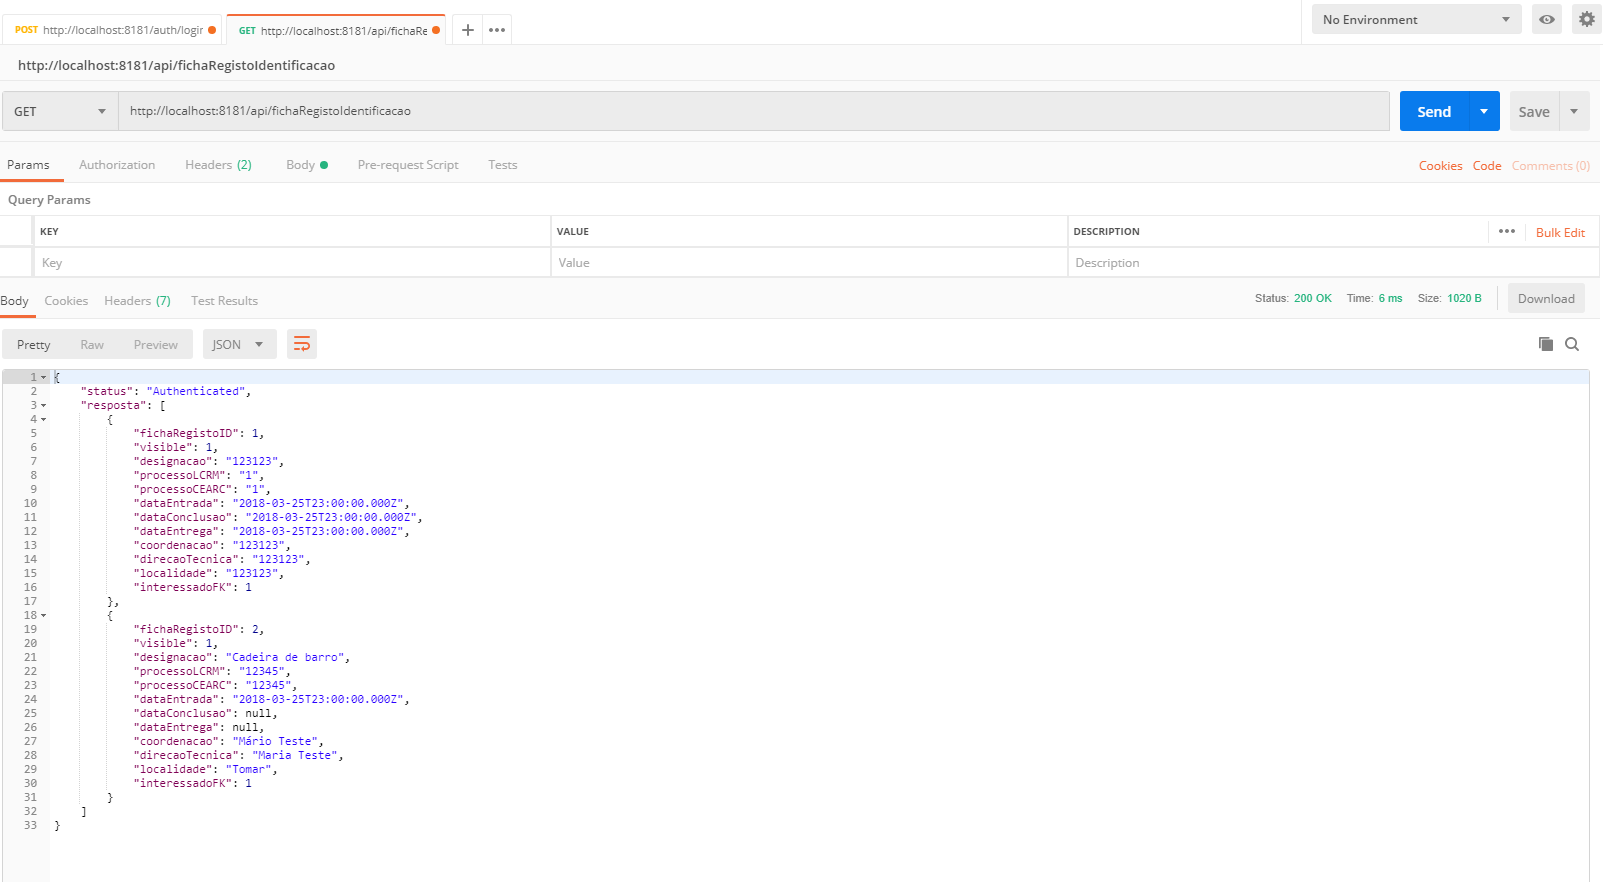 POST http://localhost:8181/auth/login
GET http://localhost:8181/api/fichaRe
No Environment
http://localhost:8181/api/fichaRegistoIdentificacao
GET http://localhost:8181/api/fichaRegistoIdentificacao Send Save
Params Authorization Headers (2) Body Pre-request Script Tests Cookies Code Comments (0)
Query Params
KEY VALUE DESCRIPTION Bulk Edit
Key Value Description
Body Cookies Headers (7) Test Results Status: 200 OK Time: 6 ms Size: 1020 B Download
Pretty Raw Preview JSON
1 {
2 "status": "Authenticated",
3 "resposta": [
4 {
5 "fichaRegistoID": 1,
6 "visible": 1,
7 "designacao": "123123",
8 "processoLCRM": "1",
9 "processoCEARC": "1",
10 "dataEntrada": "2018-03-25T23:00:00.000Z",
11 "dataConclusao": "2018-03-25T23:00:00.000Z",
12 "dataEntrega": "2018-03-25T23:00:00.000Z",
13 "coordenacao": "123123",
14 "direcaoTecnica": "123123",
15 "localidade": "123123",
16 "interessadoFK": 1
17 },
18 {
19 "fichaRegistoID": 2,
20 "visible": 1,
21 "designacao": "Cadeira de barro",
22 "processoLCRM": "12345",
23 "processoCEARC": "12345",
24 "dataEntrada": "2018-03-25T23:00:00.000Z",
25 "dataConclusao": null,
26 "dataEntrega": null,
27 "coordenacao": "Mário Teste",
28 "direcaoTecnica": "Maria Teste",
29 "localidade": "Tomar",
30 "interessadoFK": 1
31 }
32 ]
33 }